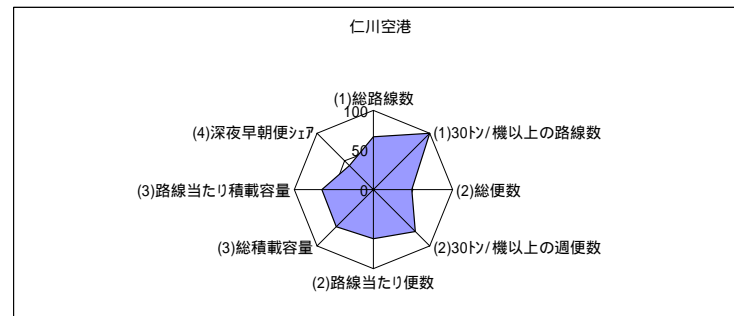 仁川空港
(1)総路線数
100
(4)深夜早朝便ｼｪｱ
(1)30ﾄﾝ/機以上の路線数
50
(3)路線当たり積載容量
0
(2)総便数
(3)総積載容量
(2)30ﾄﾝ/機以上の週便数
(2)路線当たり便数